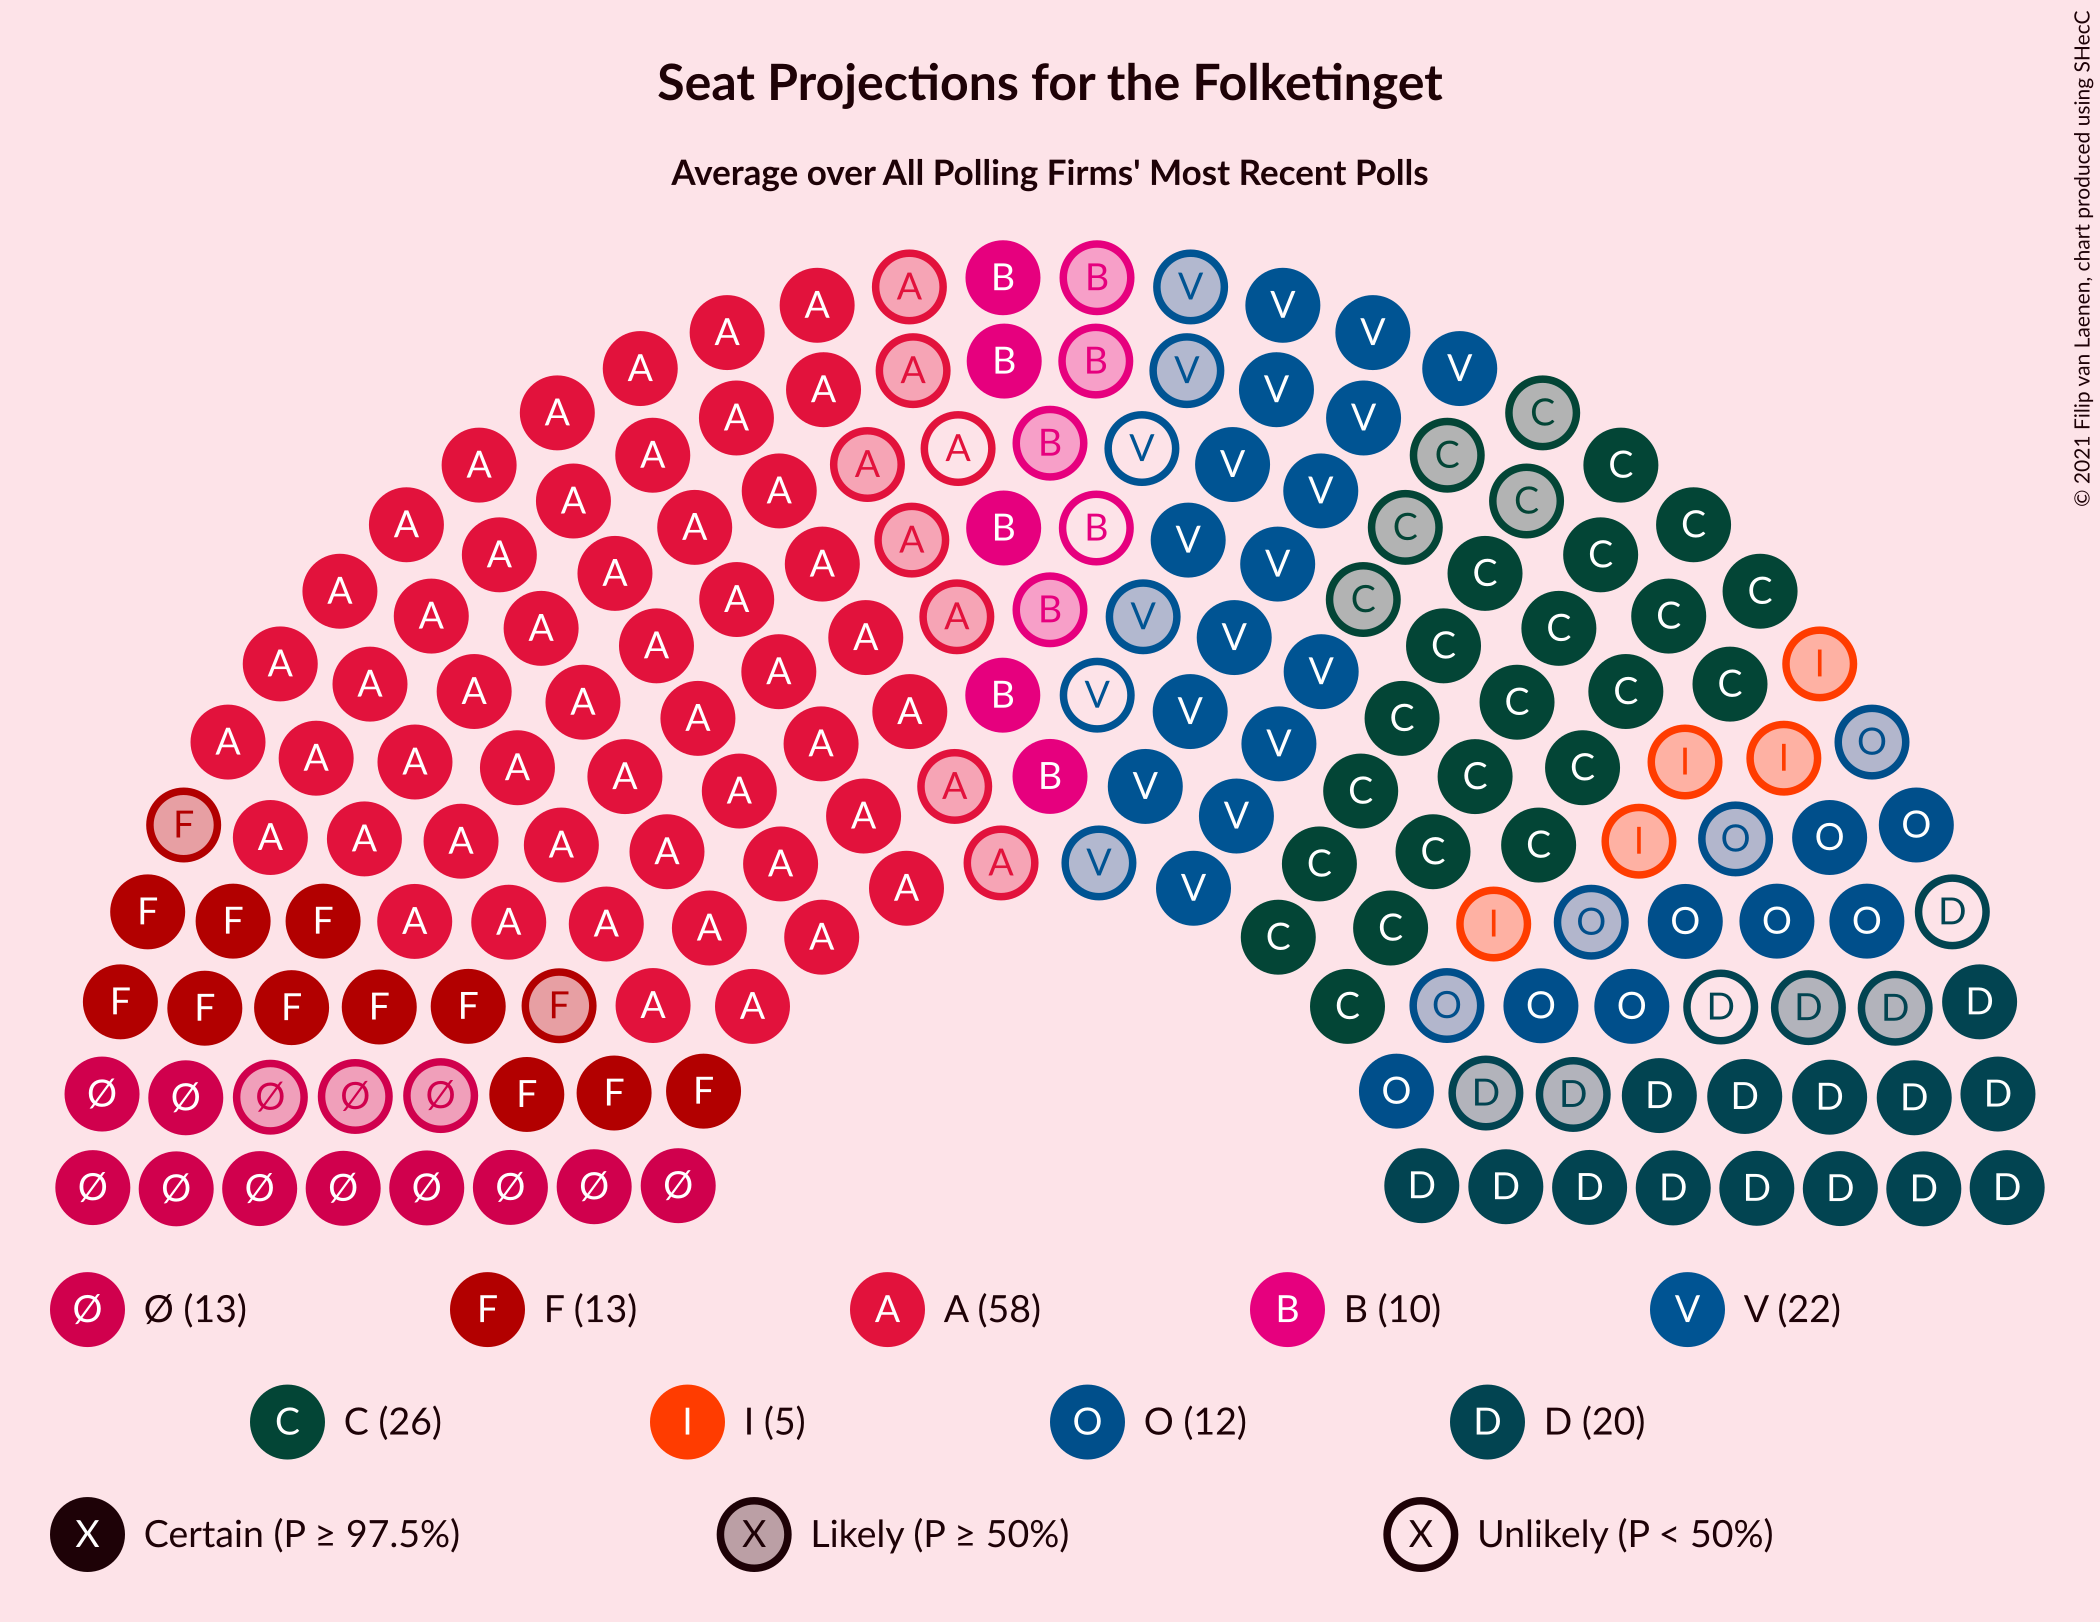 © 2021 Filip van Laenen, chart produced using SHecC
Seat Projections for the Folketinget
Average over All Polling Firms' Most Recent Polls
A A B B V V
A A A B B V V V
A A A V V C
A A A A B V V C C
A A V C
A A A A B B V C C C
A A A A V C C C
A A A A A B V V C C C
A A A A A B V V C C C I
A A A A V V C O
A A A A A A B V C C C I I
F A A A A A A A A V V C C C I O O O
F F F A A A A A A V C C I O O O O D
F F F F F F A A C O O O D D D D
Ø Ø Ø Ø Ø F F F O D D D D D D D
Ø Ø Ø Ø Ø Ø Ø Ø D D D D D D D D
Ø Ø (13) F F (13) A A (58) B B (10) V V (22)
C C (26) I I (5) O O (12) D D (20)
X Certain (P ≥ 97.5%) X Likely (P ≥ 50%) X Unlikely (P < 50%)